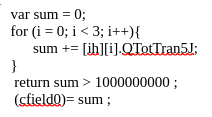 var sum = 0;
for (i = 0; i < 3; i++){
sum += [ih][i].QTotTran5J;
}
return sum > 1000000000 ;
(cfield0)= sum ;